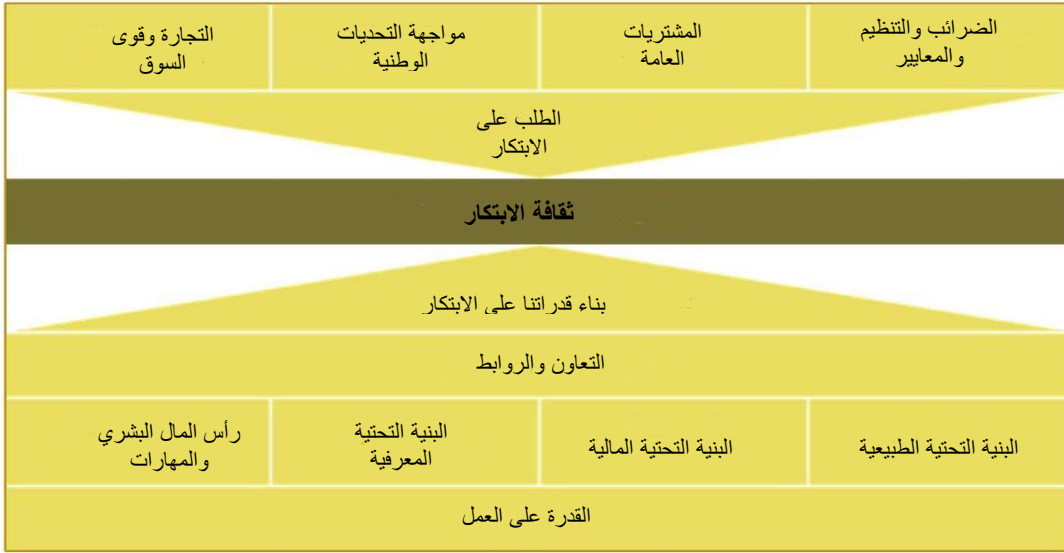 الضرائب والتنظيم
والمعايير
المشتريات
العامة
مواجهة التحديات
الوطنية
التجارة وقوى
السوق
الطلب على
الابتكار
ثقافة الابتكار
بناء قدراتنا على الابتكار
التعاون والروابط
البنية التحتية الطبيعية
البنية التحتية المالية
البنية التحتية
المعرفية
رأس المال البشري
والمهارات
القدرة على العمل